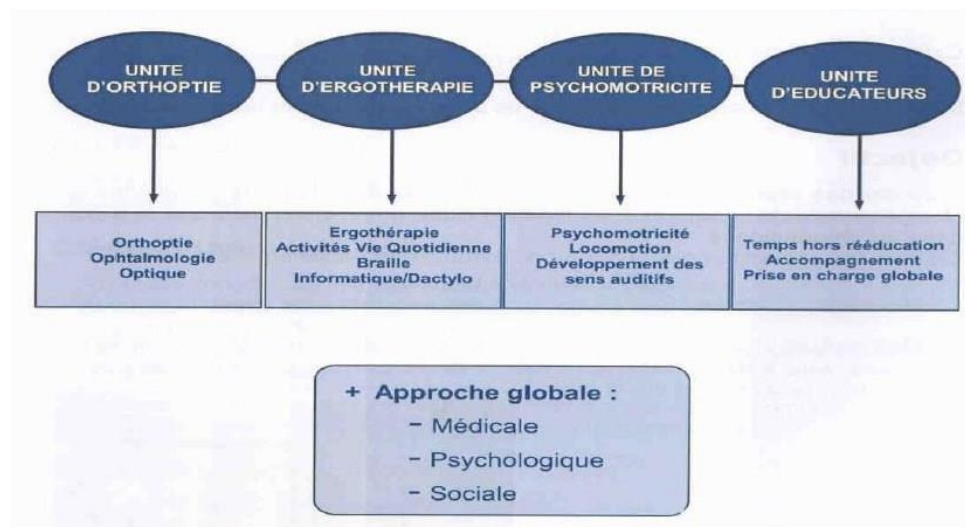 UNITE
D'ORTHOPTIE
UNITE
D'ERGOTHERAPIE
UNITE DE
PSYCHOMOTRICITE
UNITE
D'EDUCATEURS
Orthoptie
Ophtalmologie
Optique
Ergothérapie
Activités Vie Quotidienne
Braille
Informatique/Dactylo
Psychomotricité
Locomotion
Développement des
sens auditifs
Temps hors rééducation
Accompagnement
Prise en charge globale
+ Approche globale :
- Médicale
- Psychologique
- Sociale